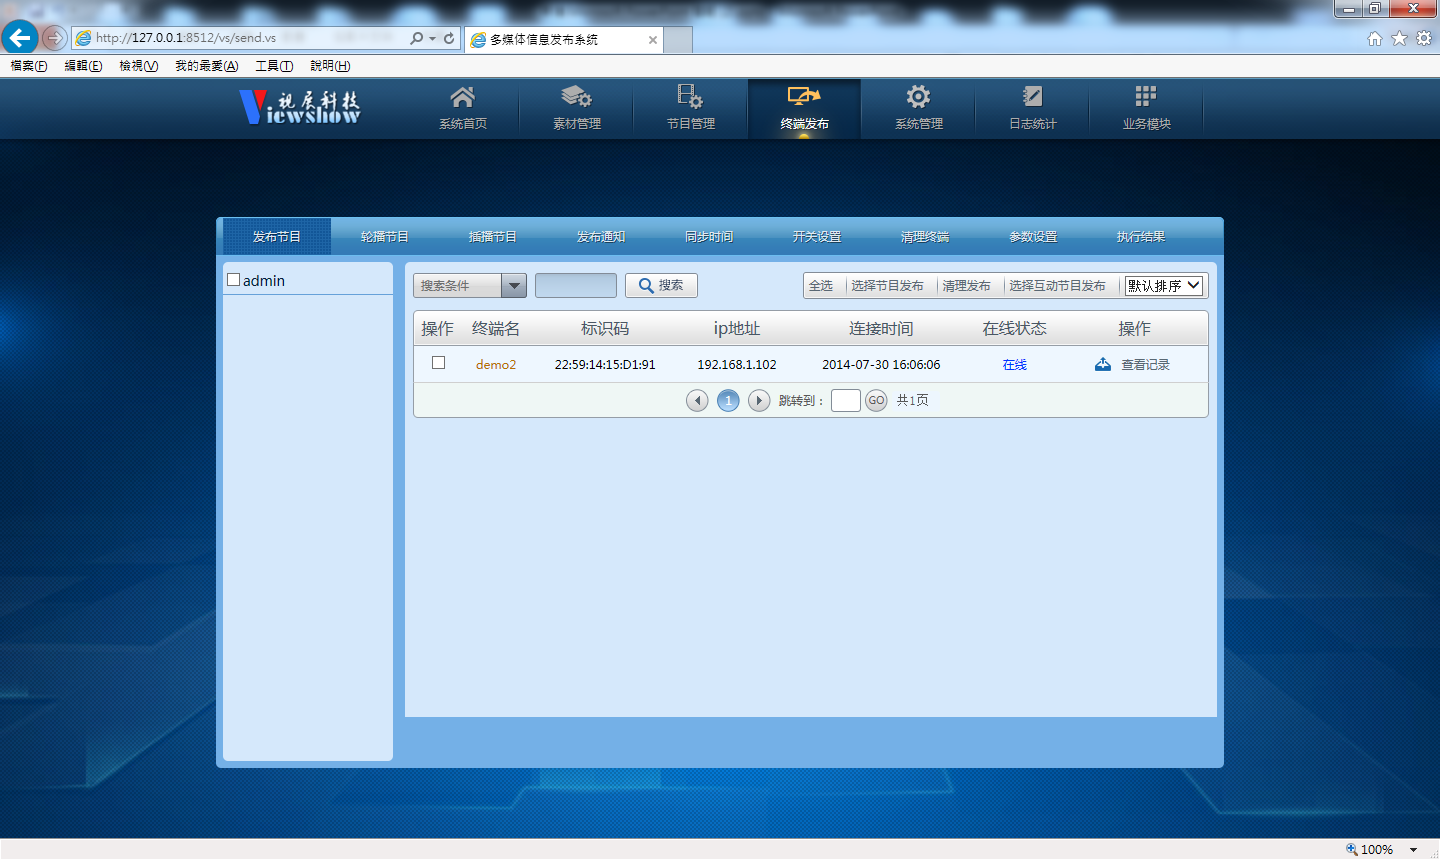 http://127.0.0.1:8512/vs/send.vs
多媒体信息发布系统
檔案(F) 編輯(E) 檢視(V) 我的最愛(A) 工具(T) 說明(H)
视展科技
Viewshow
系统首页 素材管理 节目管理 终端发布 系统管理 日志统计 业务模块
发布节目 轮播节目 插播节目 发布通知 同步时间 开关设置 清理终端 参数设置 执行结果
admin
搜索条件 搜索 全选 选择节目发布 清理发布 选择互动节目发布 默认排序
操作 终端名 标识码 ip地址 连接时间 在线状态 操作
demo2 22:59:14:15:D1:91 192.168.1.102 2014-07-30 16:06:06 在线 查看记录
1 跳转到： GO 共1页
100%